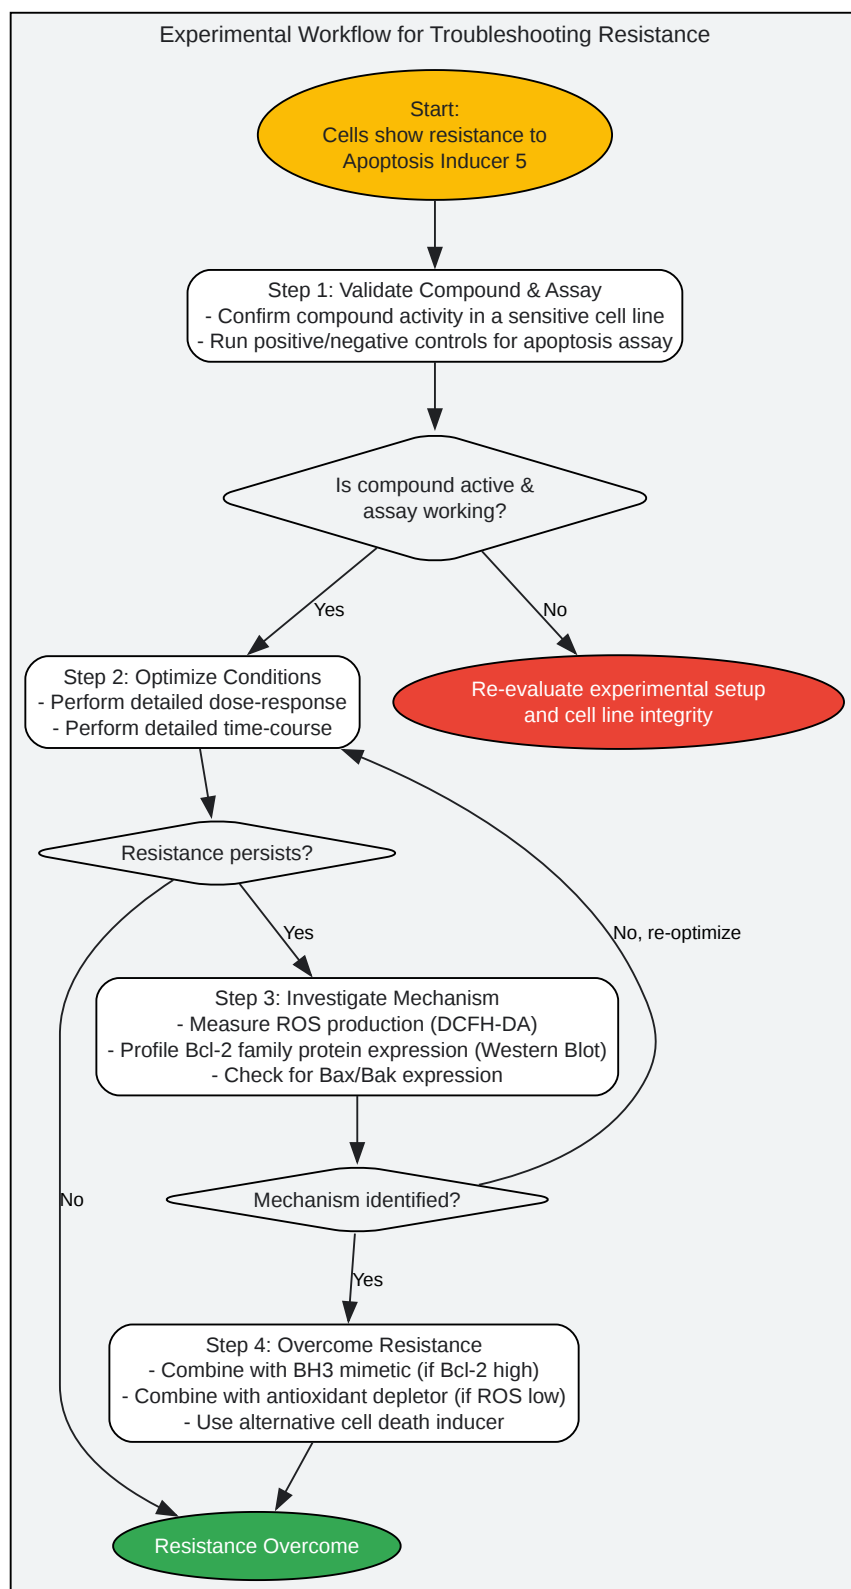 Experimental Workflow for Troubleshooting Resistance
Start:
Cells show resistance to
Apoptosis Inducer 5
Step 1: Validate Compound & Assay
- Confirm compound activity in a sensitive cell line
- Run positive/negative controls for apoptosis assay
Is compound active &
assay working?
Yes
No
Step 2: Optimize Conditions
- Perform detailed dose-response
- Perform detailed time-course
Re-evaluate experimental setup
and cell line integrity
Resistance persists?
Yes
No, re-optimize
Step 3: Investigate Mechanism
- Measure ROS production (DCFH-DA)
- Profile Bcl-2 family protein expression (Western Blot)
- Check for Bax/Bak expression
No
Mechanism identified?
Yes
Step 4: Overcome Resistance
- Combine with BH3 mimetic (if Bcl-2 high)
- Combine with antioxidant depletor (if ROS low)
- Use alternative cell death inducer
Resistance Overcome